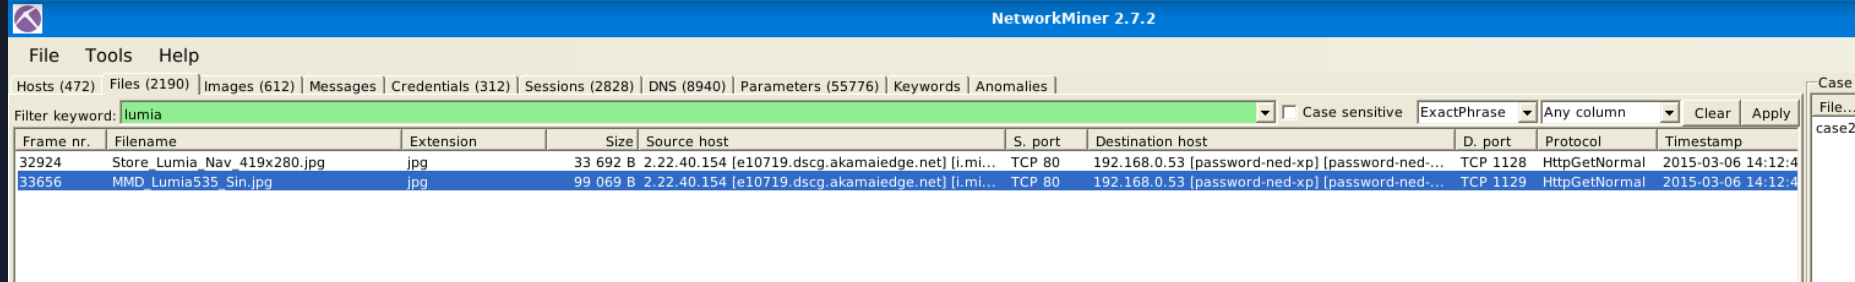 NetworkMiner 2.7.2
File Tools Help
Hosts (472) Files (2190) Images (612) Messages Credentials (312) Sessions (2828) DNS (8940) Parameters (55776) Keywords Anomalies Case
Filter keyword: lumia Case sensitive ExactPhrase Any column Clear Apply File...
Frame nr. Filename Extension Size Source host S. port Destination host D. port Protocol Timestamp case2
32924 Store_Lumia_Nav_419x280.jpg jpg 33 692 B 2.22.40.154 [e10719.dscg.akamaiedge.net] [i.mi... TCP 80 192.168.0.53 [password-ned-xp] [password-ned-... TCP 1128 HttpGetNormal 2015-03-06 14:12:4
33656 MMD_Lumia535_Sin.jpg jpg 99 069 B 2.22.40.154 [e10719.dscg.akamaiedge.net] [i.mi... TCP 80 192.168.0.53 [password-ned-xp] [password-ned-... TCP 1129 HttpGetNormal 2015-03-06 14:12:4